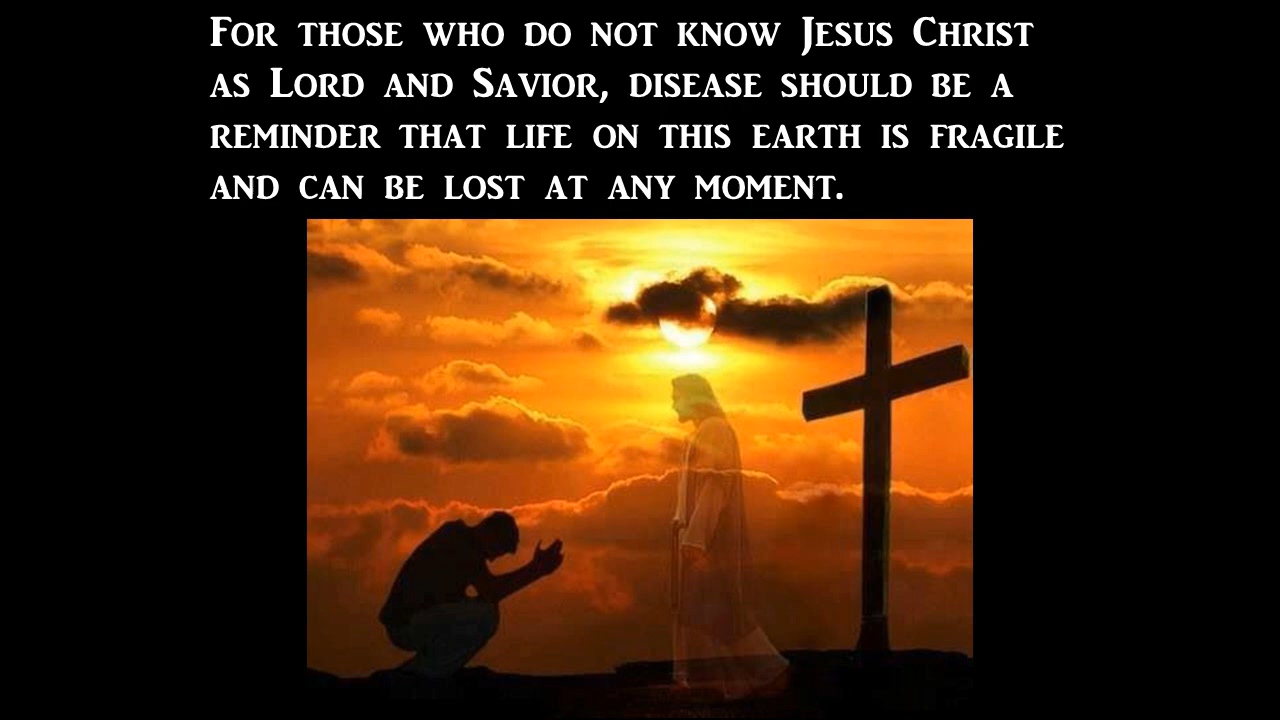 For those who do not know Jesus Christ
as Lord and Savior, disease should be a
reminder that life on this earth is fragile
and can be lost at any moment.